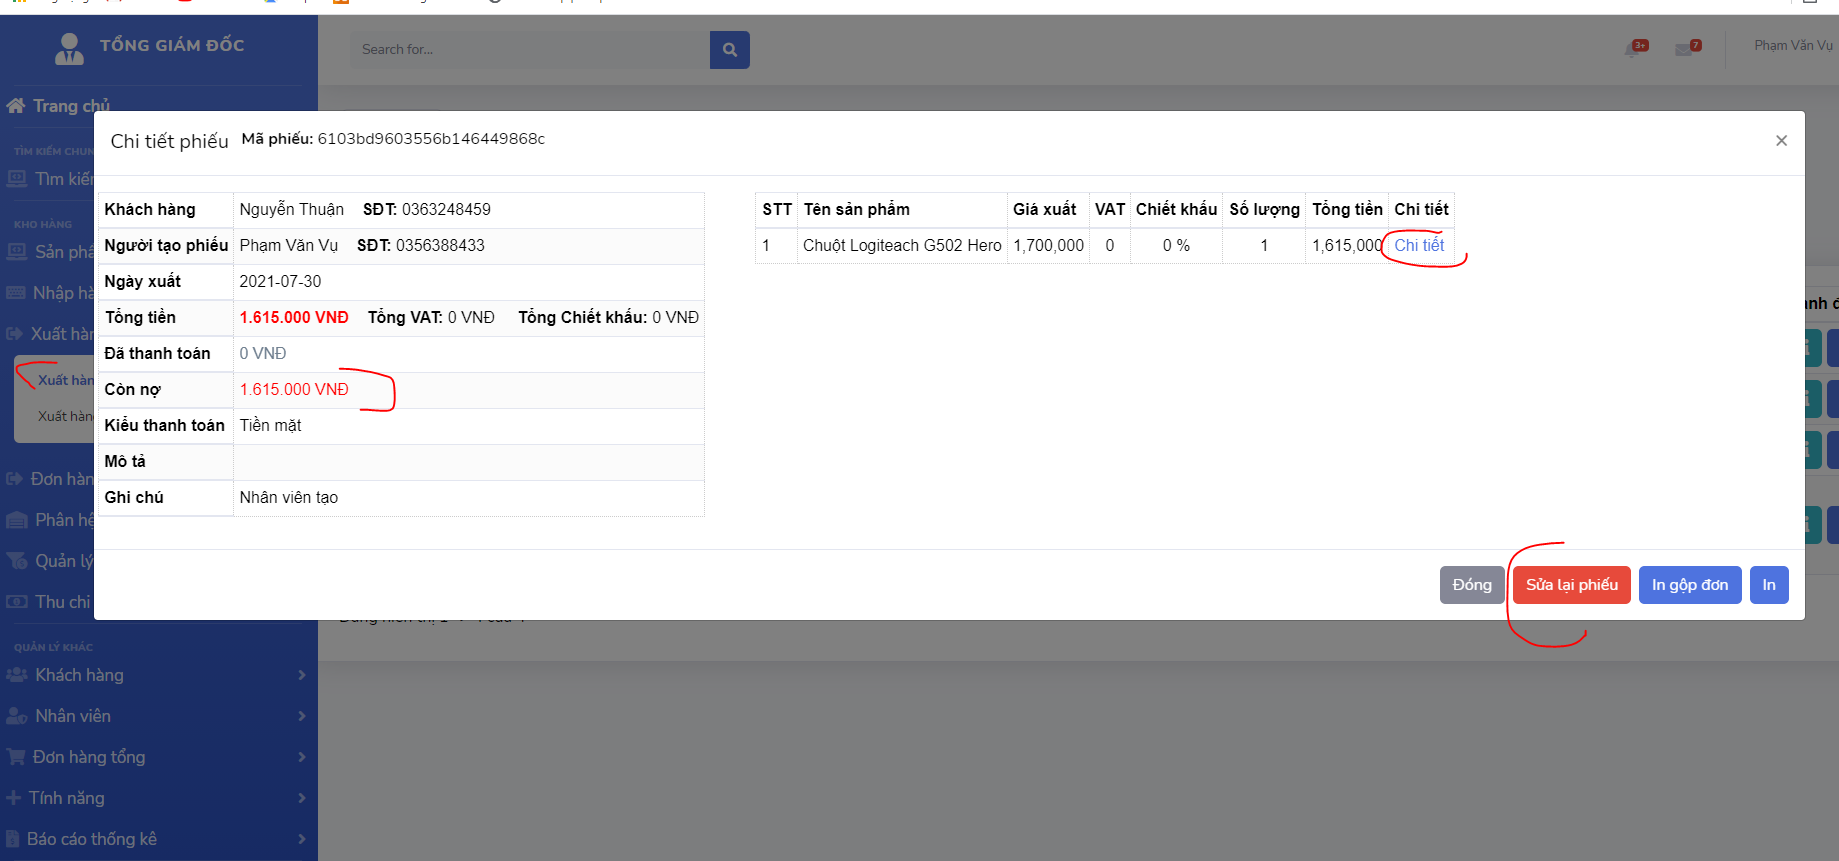 TỔNG GIÁM ĐỐC
Search for...
3+
7
Phạm Văn Vụ
Trang chủ
Chi tiết phiếu Mã phiếu: 6103bd9603556b146449868c
×
TÌM KIẾM CHUN
Tìm kiếm
KHO HÀNG
Sản phẩ
Nhập hà
Xuất hàn
Xuất hàn
Xuất hàn
Đơn hàn
Phân hệ
Quản lý
Thu chi
QUẢN LÝ KHÁC
Khách hàng
Nhân viên
Đơn hàng tổng
Tính năng
Báo cáo thống kê
Khách hàng Nguyễn Thuận SĐT: 0363248459
Người tạo phiếu Phạm Văn Vụ SĐT: 0356388433
Ngày xuất 2021-07-30
Tổng tiền 1.615.000 VNĐ Tổng VAT: 0 VNĐ Tổng Chiết khấu: 0 VNĐ
Đã thanh toán 0 VNĐ
Còn nợ 1.615.000 VNĐ
Kiểu thanh toán Tiền mặt
Mô tả
Ghi chú Nhân viên tạo
STT Tên sản phẩm Giá xuất VAT Chiết khấu Số lượng Tổng tiền Chi tiết
1 Chuột Logiteach G502 Hero 1,700,000 0 0 % 1 1,615,000 Chi tiết
Đóng Sửa lại phiếu In gộp đơn In